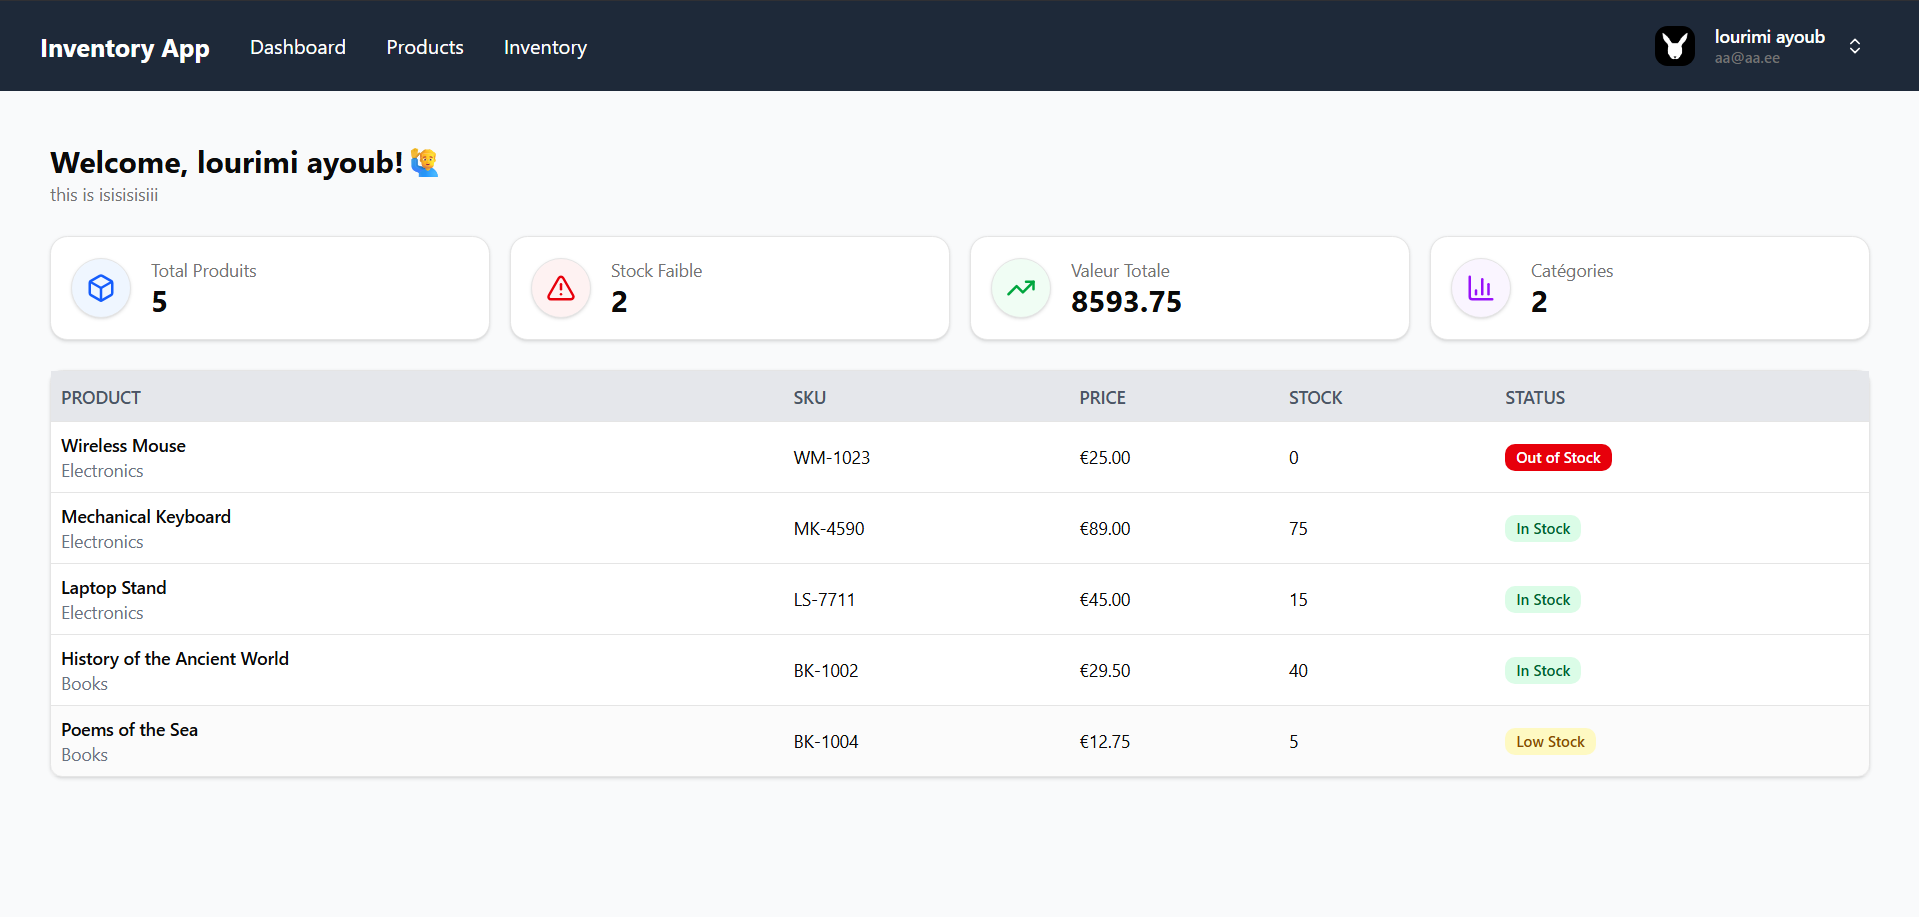 Inventory App Dashboard Products Inventory
lourimi ayoub
aa@aa.ee
Welcome, lourimi ayoub!
this is isisisisiii
Total Produits
5
Stock Faible
2
Valeur Totale
8593.75
Catégories
2
PRODUCT SKU PRICE STOCK STATUS
Wireless Mouse
Electronics
WM-1023 €25.00 0 Out of Stock
Mechanical Keyboard
Electronics
MK-4590 €89.00 75 In Stock
Laptop Stand
Electronics
LS-7711 €45.00 15 In Stock
History of the Ancient World
Books
BK-1002 €29.50 40 In Stock
Poems of the Sea
Books
BK-1004 €12.75 5 Low Stock